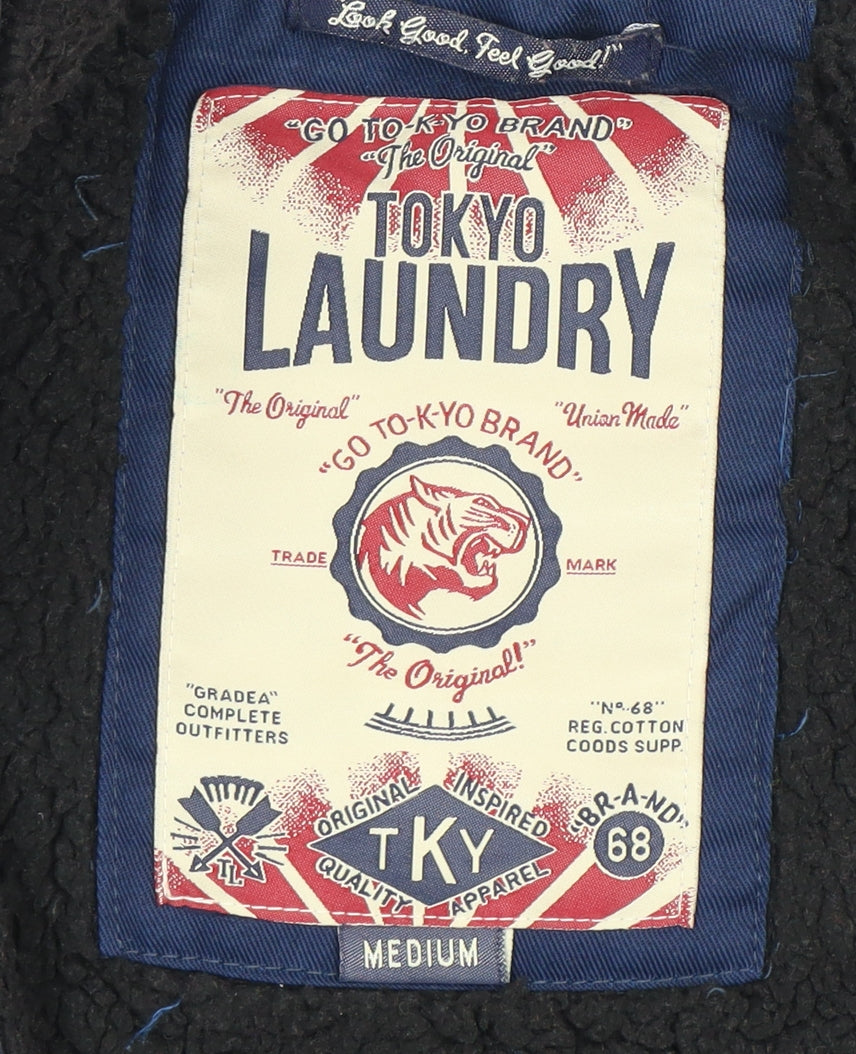 Look Good, Feel Good!"
"GO TO-K-YO BRAND"
"The Original"
TOKYO
LAUNDRY
"The Original"
"Union Made"
"GO TO-K-YO BRAND"
TRADE
MARK
"The Original!"
"GRADEA"
COMPLETE
OUTFITTERS
"Nº-68"
REG.COTTON
GOODS SUPP.
TL
ORIGINAL
INSPIRED
TKY
QUALITY
APPAREL
"BR-A-ND"
68
MEDIUM